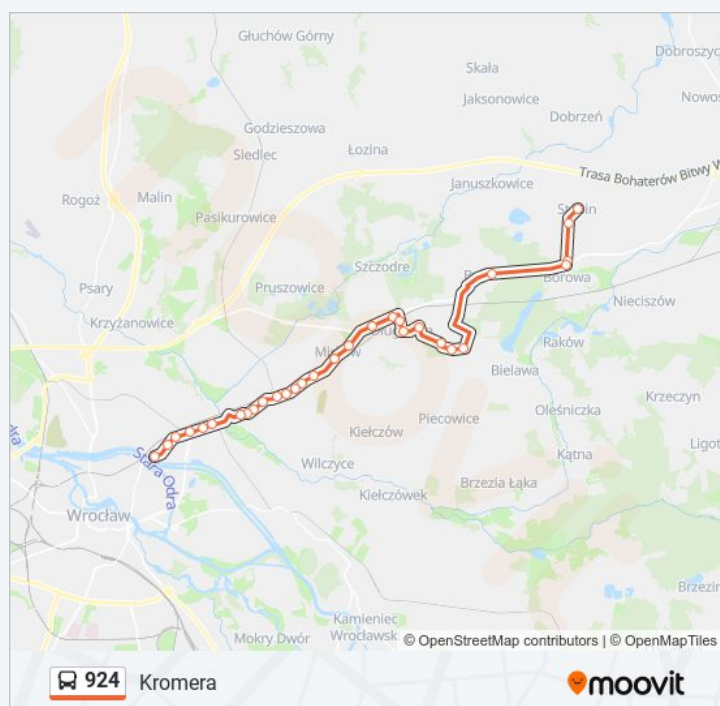 Głuchów Górny
Skała
Dobroszyc
Jaksonowice
Nowos
Dobrzeń
Godzieszowa
Siedlec
Łozina
Januszkowice
Trasa Bohaterów Bitwy W
Rogoż
Malin
Pasikurowice
Szczodre
Borowa
Psary
Pruszowice
Nieciszów
Krzyżanowice
Raków
Bielawa
Krzeczyn
Piecowice
Oleśniczka
Kiełczów
Ligot
Wilczyce
Kątna
Stara Odra
Kiełczówek
Brzezia Łąka
Wrocław
Brzezin
Kamieniec
Wrocławsk
Mokry Dwór
© OpenStreetMap contributors | © OpenMapTiles
924 Kromera
moovit